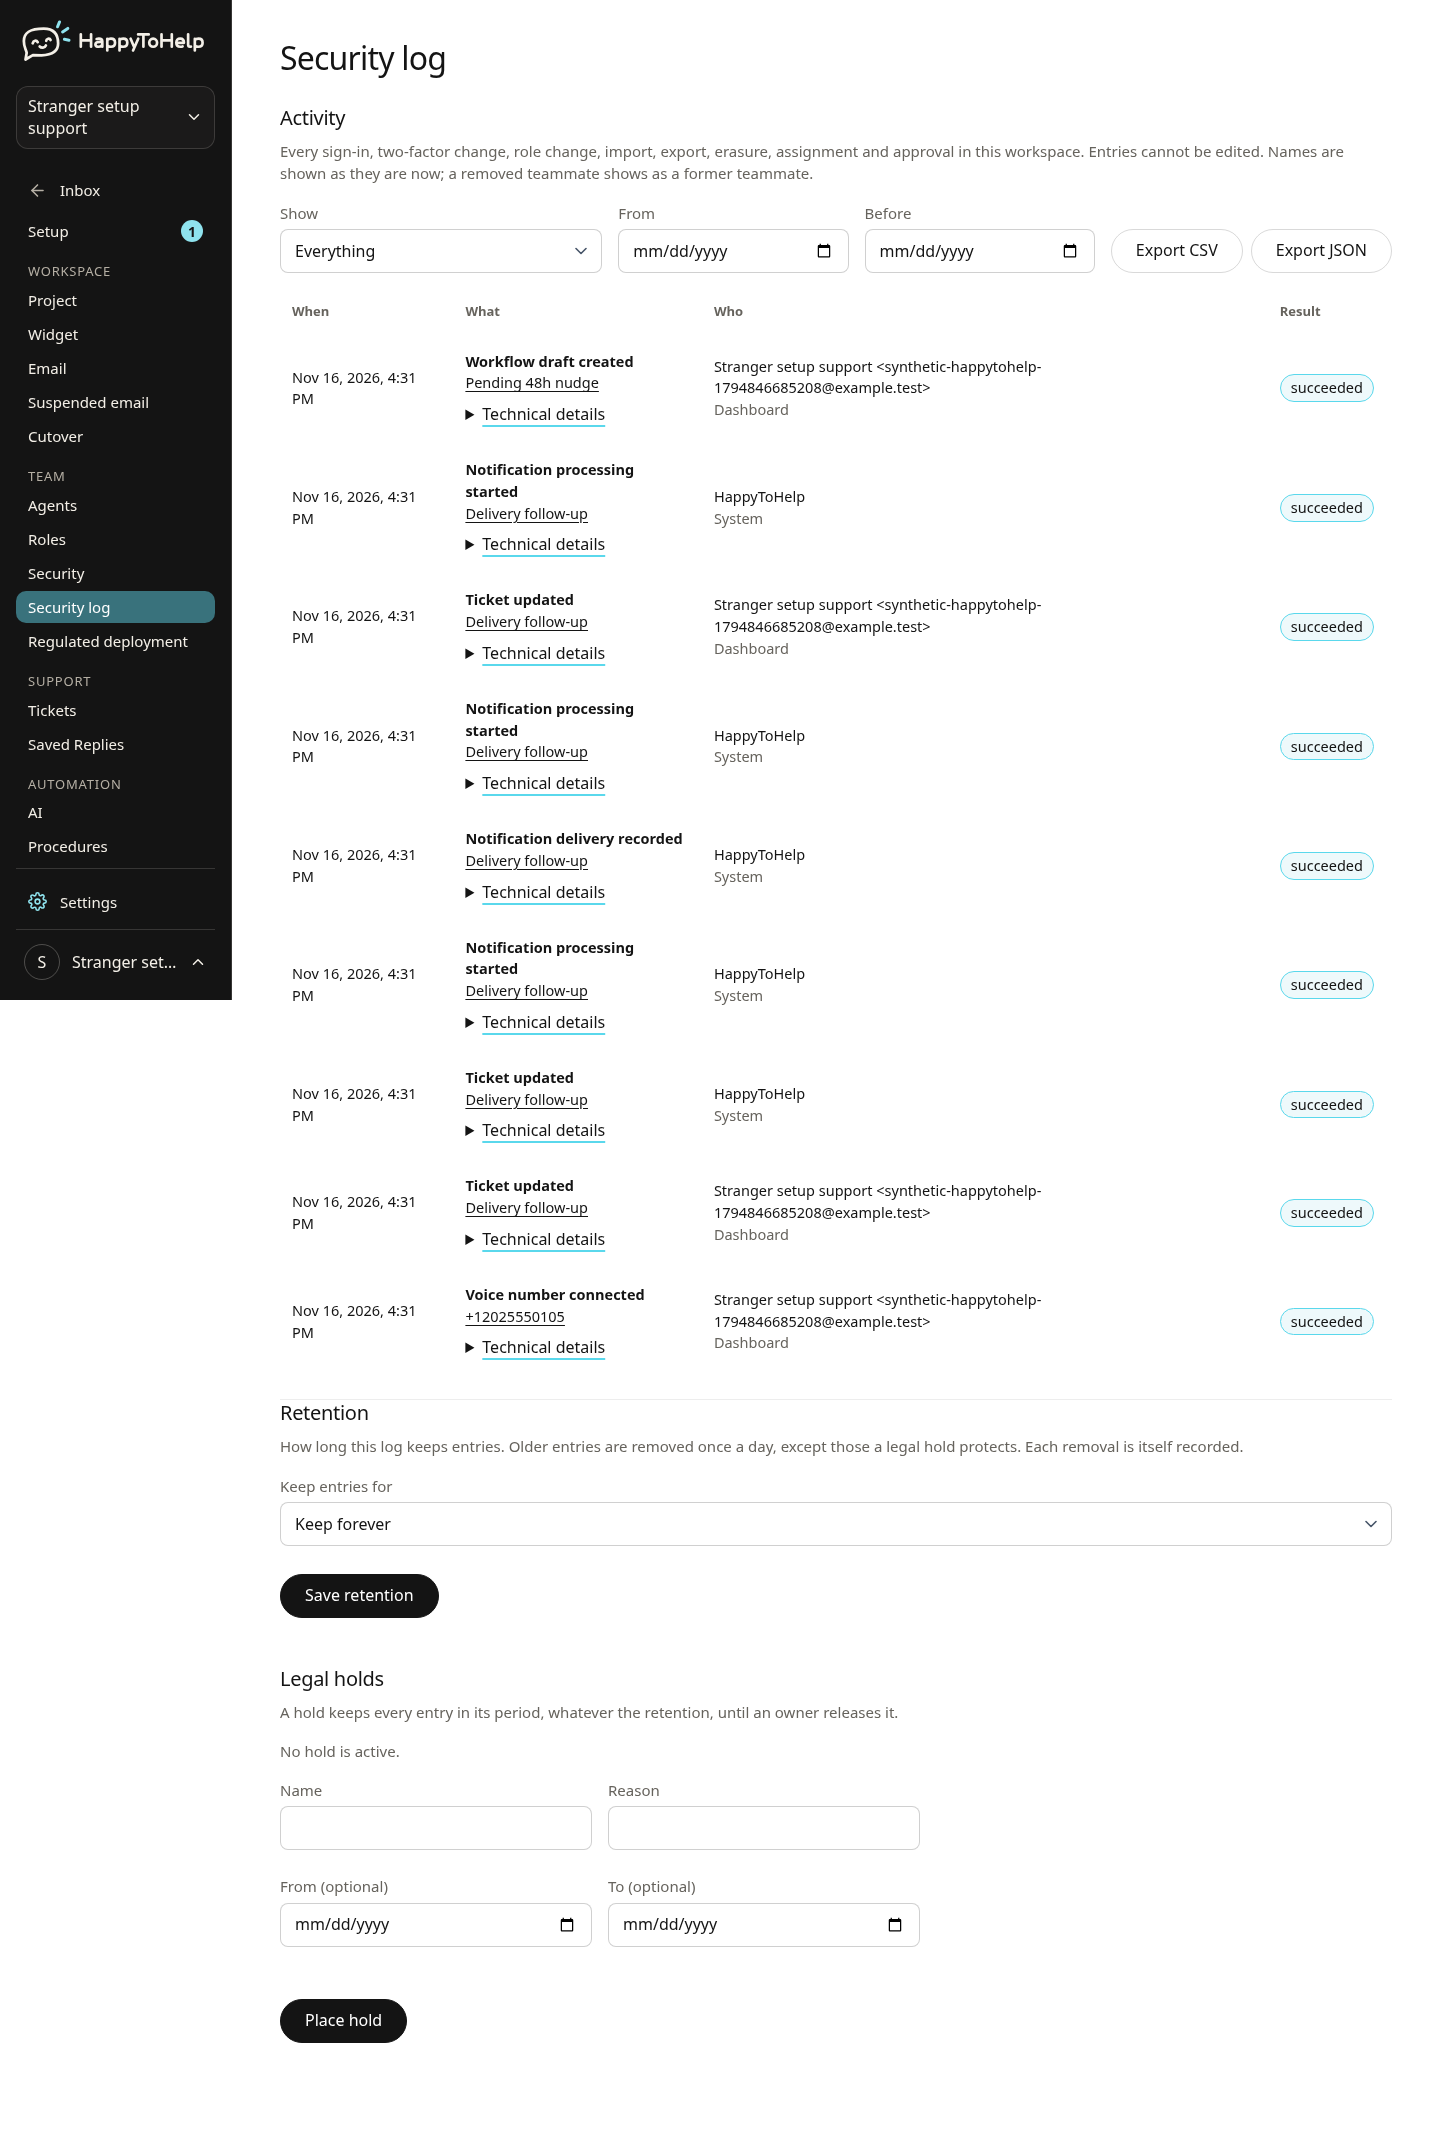 HappyToHelp
Stranger setup
support
Inbox
Setup
1
WORKSPACE
Project
Widget
Email
Suspended email
Cutover
TEAM
Agents
Roles
Security
Security log
Regulated deployment
SUPPORT
Tickets
Saved Replies
AUTOMATION
AI
Procedures
Settings
S
Stranger set...
Security log
Activity
Every sign-in, two-factor change, role change, import, export, erasure, assignment and approval in this workspace. Entries cannot be edited. Names are
shown as they are now; a removed teammate shows as a former teammate.
Show
From
Before
Everything
mm/dd/yyyy
mm/dd/yyyy
Export CSV
Export JSON
When
What
Who
Result
Nov 16, 2026, 4:31
PM
Workflow draft created
Pending 48h nudge
Technical details
Stranger setup support <synthetic-happytohelp-
1794846685208@example.test>
Dashboard
succeeded
Nov 16, 2026, 4:31
PM
Notification processing
started
Delivery follow-up
Technical details
HappyToHelp
System
succeeded
Nov 16, 2026, 4:31
PM
Ticket updated
Delivery follow-up
Technical details
Stranger setup support <synthetic-happytohelp-
1794846685208@example.test>
Dashboard
succeeded
Nov 16, 2026, 4:31
PM
Notification processing
started
Delivery follow-up
Technical details
HappyToHelp
System
succeeded
Nov 16, 2026, 4:31
PM
Notification delivery recorded
Delivery follow-up
Technical details
HappyToHelp
System
succeeded
Nov 16, 2026, 4:31
PM
Notification processing
started
Delivery follow-up
Technical details
HappyToHelp
System
succeeded
Nov 16, 2026, 4:31
PM
Ticket updated
Delivery follow-up
Technical details
HappyToHelp
System
succeeded
Nov 16, 2026, 4:31
PM
Ticket updated
Delivery follow-up
Technical details
Stranger setup support <synthetic-happytohelp-
1794846685208@example.test>
Dashboard
succeeded
Nov 16, 2026, 4:31
PM
Voice number connected
+12025550105
Technical details
Stranger setup support <synthetic-happytohelp-
1794846685208@example.test>
Dashboard
succeeded
Retention
How long this log keeps entries. Older entries are removed once a day, except those a legal hold protects. Each removal is itself recorded.
Keep entries for
Keep forever
Save retention
Legal holds
A hold keeps every entry in its period, whatever the retention, until an owner releases it.
No hold is active.
Name
Reason
From (optional)
To (optional)
mm/dd/yyyy
mm/dd/yyyy
Place hold